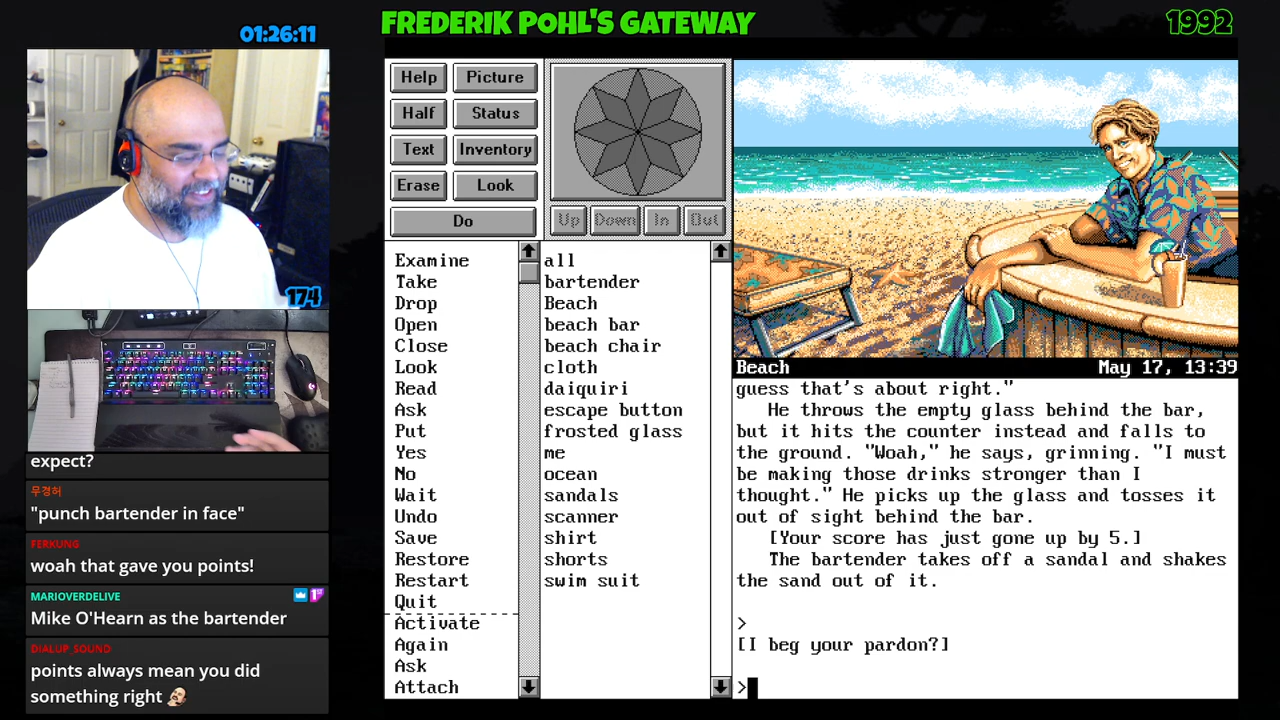 01:26:11
FREDERIK POHL'S GATEWAY
1992
174
expect?
무경허
"punch bartender in face"
FERKUNG
woah that gave you points!
MARIOVERDELIVE
1
Mike O'Hearn as the bartender
DIALUP_SOUND
points always mean you did
something right
Help
Picture
Half
Status
Text
Inventory
Erase
Look
Do
Up
Down
In
Out
Examine
Take
Drop
Open
Close
Look
Read
Ask
Put
Yes
No
Wait
Undo
Save
Restore
Restart
Quit
Activate
Again
Ask
Attach
all
bartender
Beach
beach bar
beach chair
cloth
daiquiri
escape button
frosted glass
me
ocean
sandals
scanner
shirt
shorts
swim suit
Beach
May 17, 13:39
guess that's about right."
He throws the empty glass behind the bar,
but it hits the counter instead and falls to
the ground. "Woah," he says, grinning. "I must
be making those drinks stronger than I
thought." He picks up the glass and tosses it
out of sight behind the bar.
[Your score has just gone up by 5.]
The bartender takes off a sandal and shakes
the sand out of it.
>
[I beg your pardon?]
>